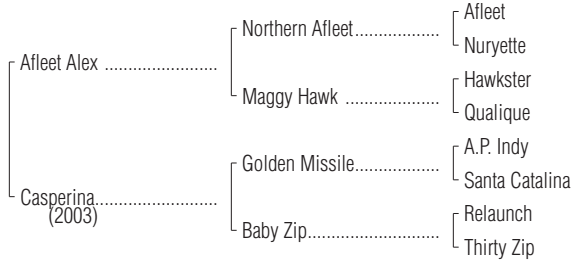 Afleet
Northern Afleet....................
Nuryette
Afleet Alex ..........................
Hawkster
Maggy Hawk ......................
Qualique
A.P. Indy
Golden Missile....................
Santa Catalina
Casperina............................
(2003)
Relaunch
Baby Zip..............................
Thirty Zip